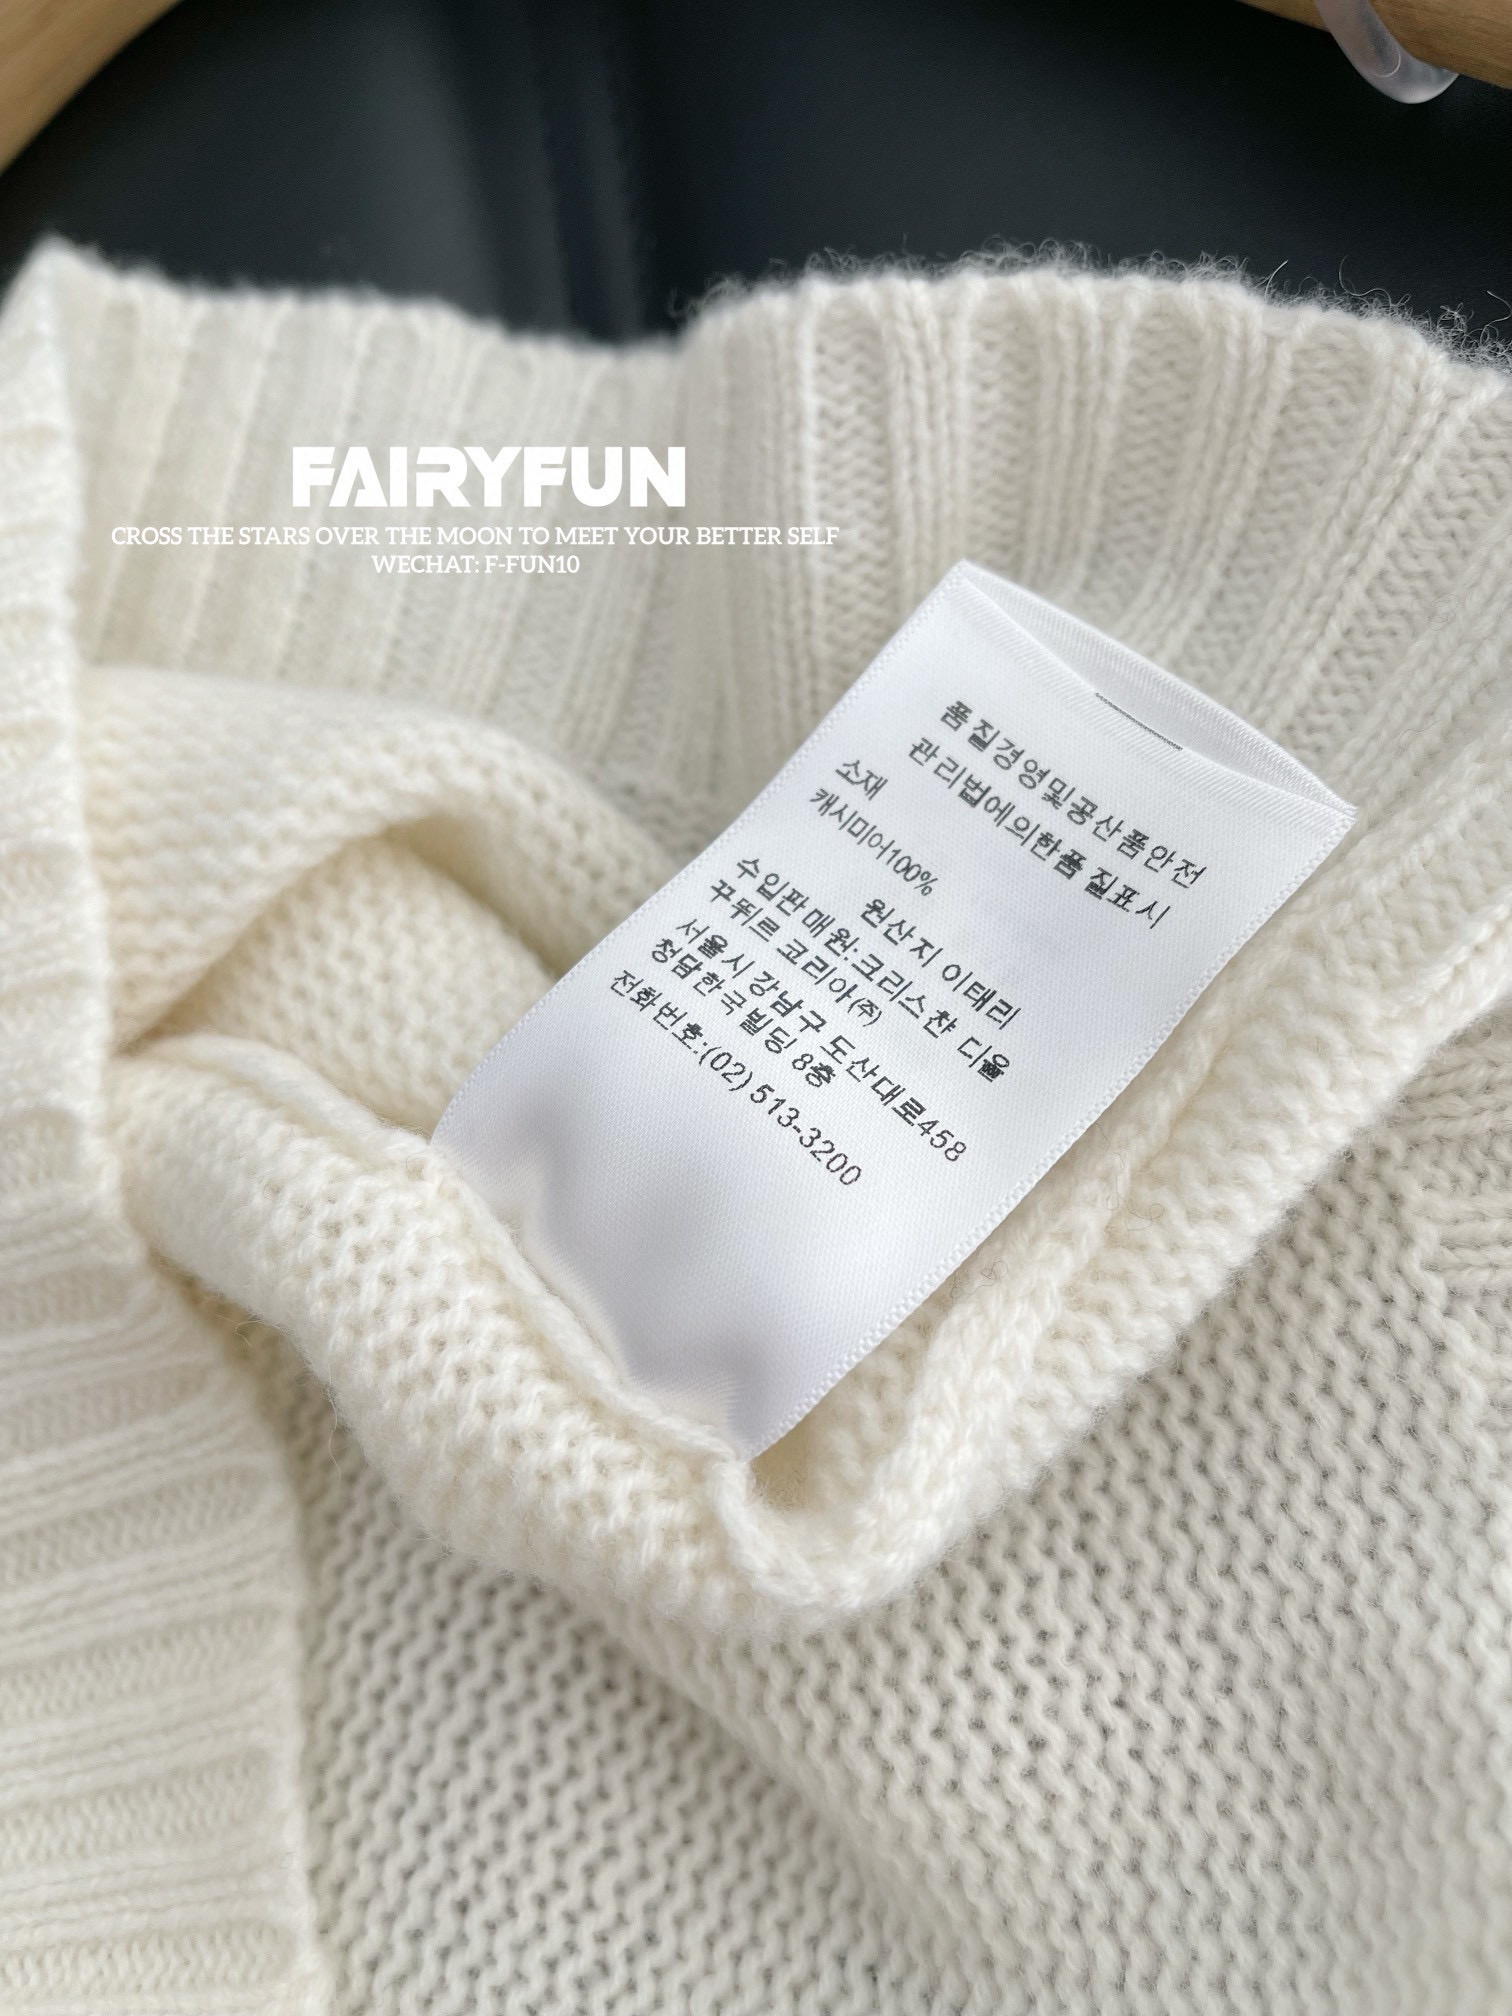 FAIRYFUN
CROSS THE STARS OVER THE MOON TO MEET YOUR BETTER SELF
WECHAT: F-FUN10
품질경영및공산품안전
관리법에의한품 질표시
소재
캐시미어100%
원산지 이태리
수입판매원:크리스챤 디올
꾸뛰르 코리아(주)
서울시 강남구 도산대로458
청담한국빌딩 8층
전화번호:(02) 513-3200